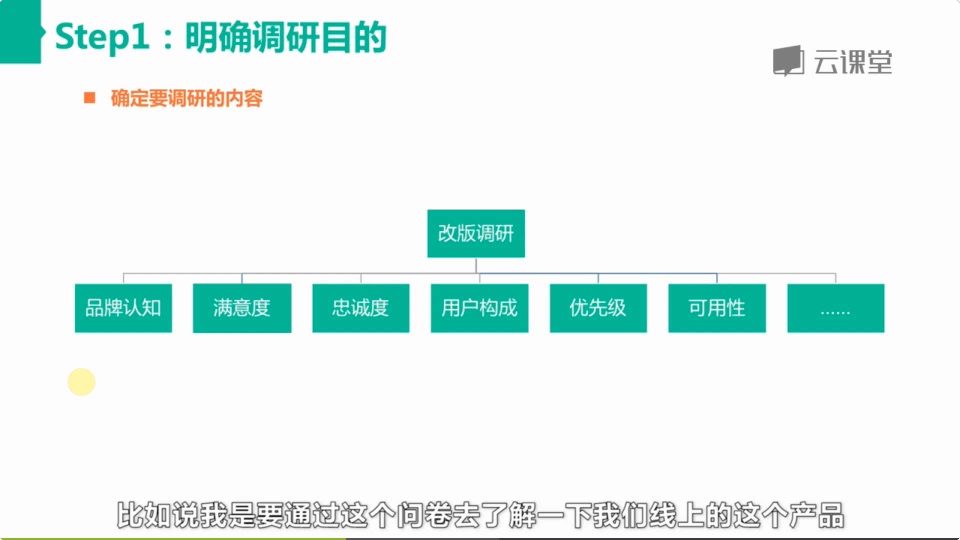 Step1：明确调研目的
云课堂
■ 确定要调研的内容
改版调研
品牌认知 满意度 忠诚度 用户构成 优先级 可用性 ……
比如说我是要通过这个问卷去了解一下我们线上的这个产品